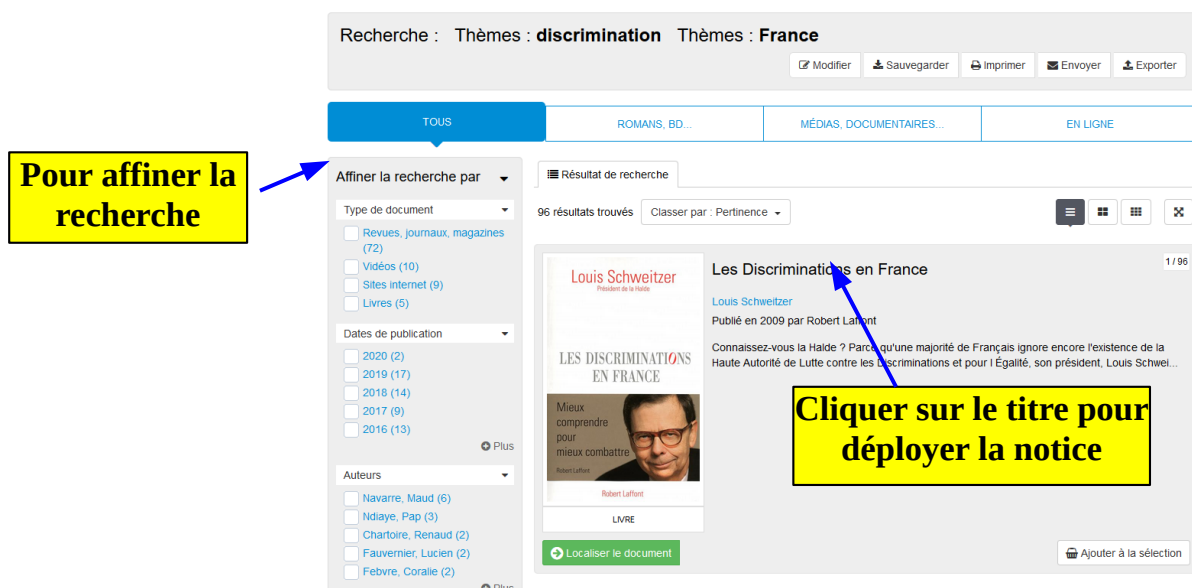 Recherche : Thèmes : discrimination Thèmes : France
Modifier Sauvegarder Imprimer Envoyer Exporter
TOUS ROMANS, BD... MÉDIAS, DOCUMENTAIRES... EN LIGNE
Pour affiner la
recherche
Affiner la recherche par
Type de document
Revues, journaux, magazines
(72)
Vidéos (10)
Sites internet (9)
Livres (5)
Dates de publication
2020 (2)
2019 (17)
2018 (14)
2017 (9)
2016 (13)
Plus
Auteurs
Navarre, Maud (6)
Ndiaye, Pap (3)
Chartoire, Renaud (2)
Fauvernier, Lucien (2)
Febvre, Coralie (2)
Plus
Résultat de recherche
96 résultats trouvés Classer par : Pertinence
1 / 96
Louis Schweitzer
Président de la Halde
LES DISCRIMINATIONS
EN FRANCE
Mieux
comprendre
pour
mieux combattre
Robert Laffont
Robert Laffont
LIVRE
Les Discriminations en France
Louis Schweitzer
Publié en 2009 par Robert Laffont
Connaissez-vous la Halde ? Parce qu'une majorité de Français ignore encore l'existence de la
Haute Autorité de Lutte contre les Discriminations et pour l Égalité, son président, Louis Schwei...
Cliquer sur le titre pour
déployer la notice
Localiser le document
Ajouter à la sélection